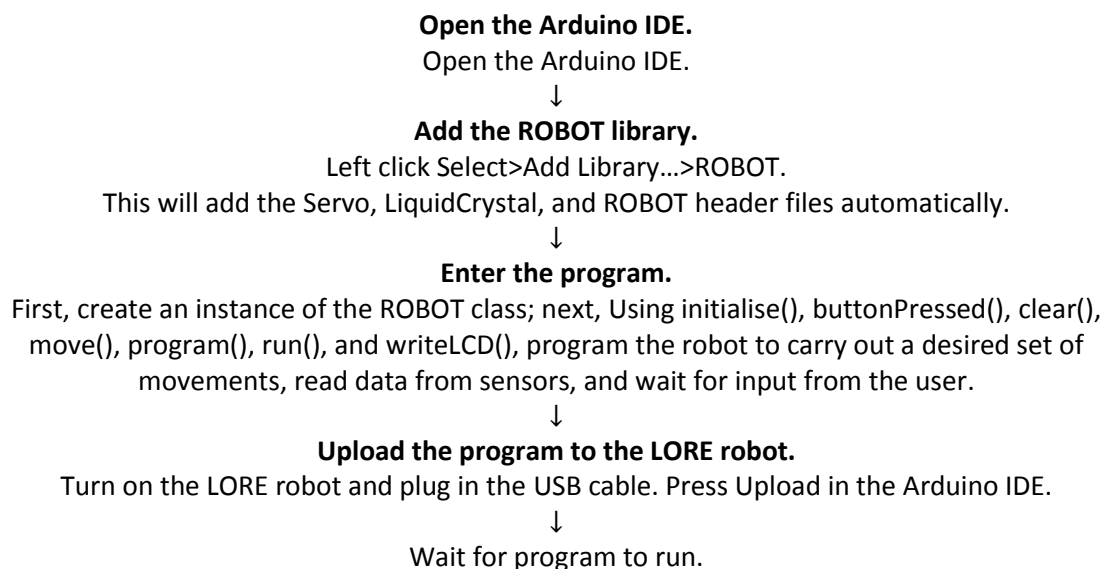 Open the Arduino IDE.
Open the Arduino IDE.
↓
Add the ROBOT library.
Left click Select>Add Library…>ROBOT.
This will add the Servo, LiquidCrystal, and ROBOT header files automatically.
↓
Enter the program.
First, create an instance of the ROBOT class; next, Using initialise(), buttonPressed(), clear(),
move(), program(), run(), and writeLCD(), program the robot to carry out a desired set of
movements, read data from sensors, and wait for input from the user.
↓
Upload the program to the LORE robot.
Turn on the LORE robot and plug in the USB cable. Press Upload in the Arduino IDE.
↓
Wait for program to run.